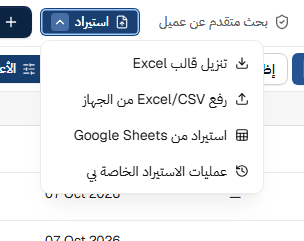 بحث متقدم عن عميل
استيراد
تنزيل قالب Excel
رفع Excel/CSV من الجهاز
استيراد من Google Sheets
عمليات الاستيراد الخاصة بي
07 Oct 2026
07 Oct 2026